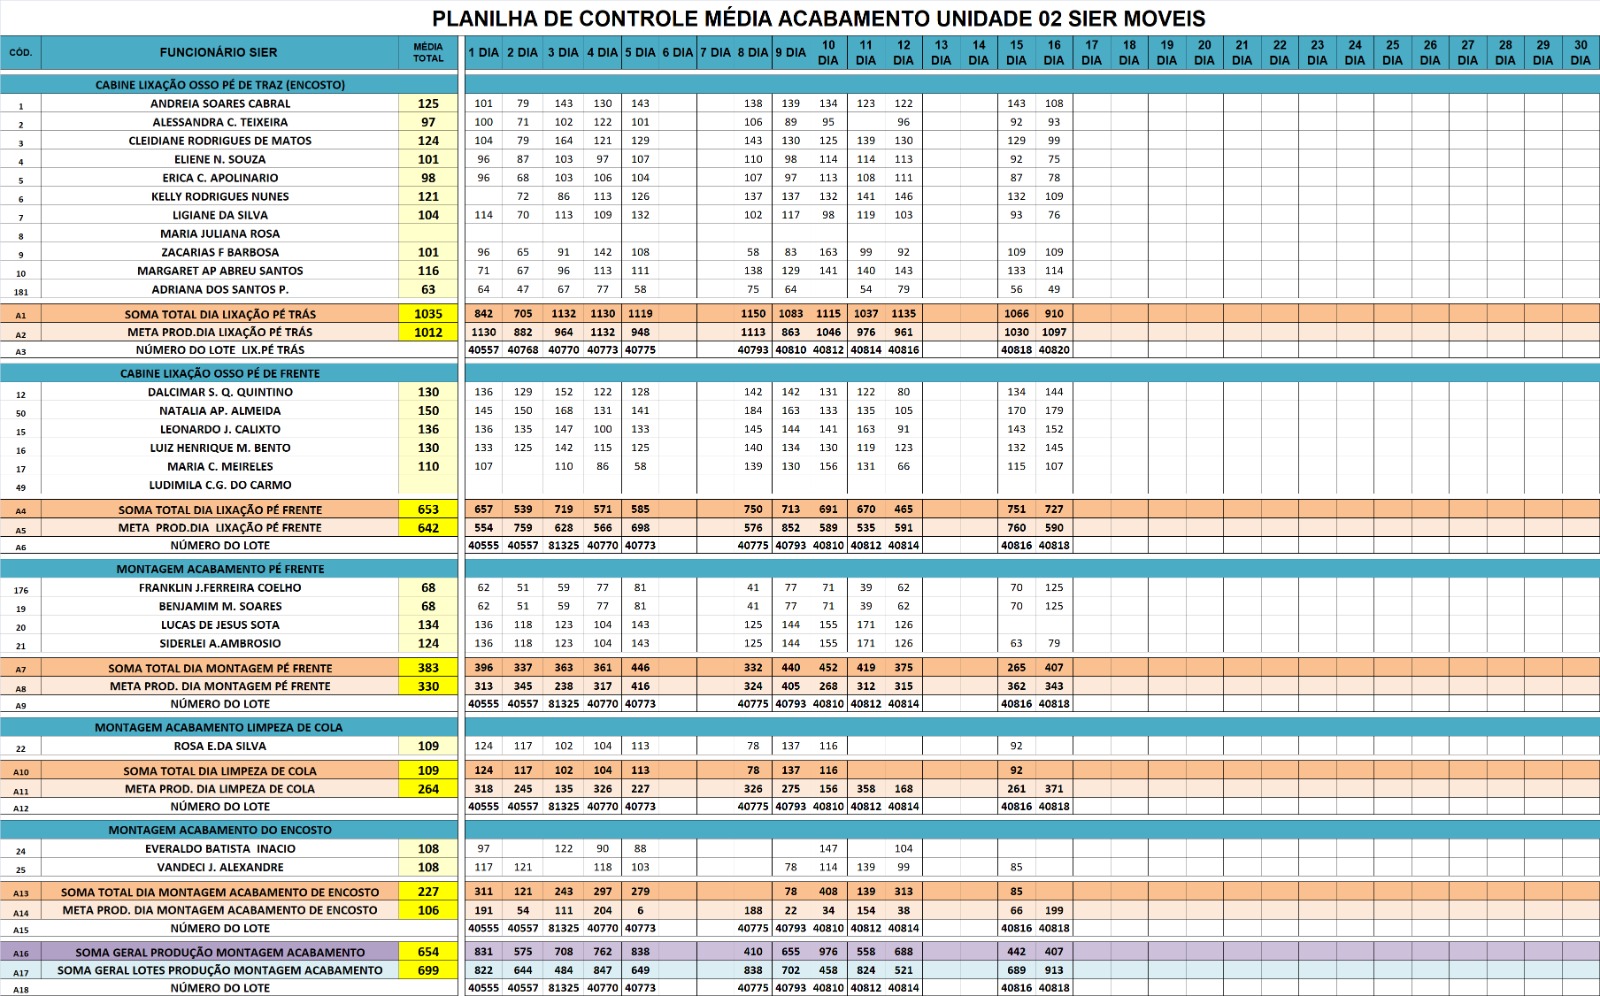 PLANILHA DE CONTROLE MÉDIA ACABAMENTO UNIDADE 02 SIER MOVEIS
CÓD. FUNCIONÁRIO SIER MÉDIA TOTAL 1 DIA 2 DIA 3 DIA 4 DIA 5 DIA 6 DIA 7 DIA 8 DIA 9 DIA 10 DIA 11 DIA 12 DIA 13 DIA 14 DIA 15 DIA 16 DIA 17 DIA 18 DIA 19 DIA 20 DIA 21 DIA 22 DIA 23 DIA 24 DIA 25 DIA 26 DIA 27 DIA 28 DIA 29 DIA 30 DIA
CABINE LIXAÇÃO OSSO PÉ DE TRAZ (ENCOSTO)
1 ANDREIA SOARES CABRAL 125 101 79 143 130 143 138 139 134 123 122 143 108
2 ALESSANDRA C. TEIXEIRA 97 100 71 102 122 101 106 89 95 96 92 93
3 CLEIDIANE RODRIGUES DE MATOS 124 104 79 164 121 129 143 130 125 139 130 129 99
4 ELIENE N. SOUZA 101 96 87 103 97 107 110 98 114 114 113 92 75
5 ERICA C. APOLINARIO 98 96 68 103 106 104 107 97 113 108 111 87 78
6 KELLY RODRIGUES NUNES 121 72 86 113 126 137 137 132 141 146 132 109
7 LIGIANE DA SILVA 104 114 70 113 109 132 102 117 98 119 103 93 76
8 MARIA JULIANA ROSA
9 ZACARIAS F BARBOSA 101 96 65 91 142 108 58 83 163 99 92 109 109
10 MARGARET AP ABREU SANTOS 116 71 67 96 113 111 138 129 141 140 143 133 114
181 ADRIANA DOS SANTOS P. 63 64 47 67 77 58 75 64 54 79 56 49
A1 SOMA TOTAL DIA LIXAÇÃO PÉ TRÁS 1035 842 705 1132 1130 1119 1150 1083 1115 1037 1135 1066 910
A2 META PROD.DIA LIXAÇÃO PÉ TRÁS 1012 1130 882 964 1132 948 1113 863 1046 976 961 1030 1097
A3 NÚMERO DO LOTE LIX.PÉ TRÁS 40557 40768 40770 40773 40775 40793 40810 40812 40814 40816 40818 40820
CABINE LIXAÇÃO OSSO PÉ DE FRENTE
12 DALCIMAR S. Q. QUINTINO 130 136 129 152 122 128 142 142 131 122 80 134 144
50 NATALIA AP. ALMEIDA 150 145 150 168 131 141 184 163 133 135 105 170 179
15 LEONARDO J. CALIXTO 136 136 135 147 100 133 145 144 141 163 91 143 152
16 LUIZ HENRIQUE M. BENTO 130 133 125 142 115 125 140 134 130 119 123 132 145
17 MARIA C. MEIRELES 110 107 110 86 58 139 130 156 131 66 115 107
49 LUDIMILA C.G. DO CARMO
A4 SOMA TOTAL DIA LIXAÇÃO PÉ FRENTE 653 657 539 719 571 585 750 713 691 670 465 751 727
A5 META PROD.DIA LIXAÇÃO PÉ FRENTE 642 554 759 628 566 698 576 852 589 535 591 760 590
A6 NÚMERO DO LOTE 40555 40557 81325 40770 40773 40775 40793 40810 40812 40814 40816 40818
MONTAGEM ACABAMENTO PÉ FRENTE
176 FRANKLIN J.FERREIRA COELHO 68 62 51 59 77 81 41 77 71 39 62 70 125
19 BENJAMIM M. SOARES 68 62 51 59 77 81 41 77 71 39 62 70 125
20 LUCAS DE JESUS SOTA 134 136 118 123 104 143 125 144 155 171 126
21 SIDERLEI A.AMBROSIO 124 136 118 123 104 143 125 144 155 171 126 63 79
A7 SOMA TOTAL DIA MONTAGEM PÉ FRENTE 383 396 337 363 361 446 332 440 452 419 375 265 407
A8 META PROD. DIA MONTAGEM PÉ FRENTE 330 313 345 238 317 416 324 405 268 312 315 362 343
A9 NÚMERO DO LOTE 40555 40557 81325 40770 40773 40775 40793 40810 40812 40814 40816 40818
MONTAGEM ACABAMENTO LIMPEZA DE COLA
22 ROSA E.DA SILVA 109 124 117 102 104 113 78 137 116 92
A10 SOMA TOTAL DIA LIMPEZA DE COLA 109 124 117 102 104 113 78 137 116 92
A11 META PROD. DIA LIMPEZA DE COLA 264 318 245 135 326 227 326 275 156 358 168 261 371
A12 NÚMERO DO LOTE 40555 40557 81325 40770 40773 40775 40793 40810 40812 40814 40816 40818
MONTAGEM ACABAMENTO DO ENCOSTO
24 EVERALDO BATISTA INACIO 108 97 122 90 88 147 104
25 VANDECI J. ALEXANDRE 108 117 121 118 103 78 114 139 99 85
A13 SOMA TOTAL DIA MONTAGEM ACABAMENTO DE ENCOSTO 227 311 121 243 297 279 78 408 139 313 85
A14 META PROD. DIA MONTAGEM ACABAMENTO DE ENCOSTO 106 191 54 111 204 6 188 22 34 154 38 66 199
A15 NÚMERO DO LOTE 40555 40557 81325 40770 40773 40775 40793 40810 40812 40814 40816 40818
A16 SOMA GERAL PRODUÇÃO MONTAGEM ACABAMENTO 654 831 575 708 762 838 410 655 976 558 688 442 407
A17 SOMA GERAL LOTES PRODUÇÃO MONTAGEM ACABAMENTO 699 822 644 484 847 649 838 702 458 824 521 689 913
A18 NÚMERO DO LOTE 40555 40557 81325 40770 40773 40775 40793 40810 40812 40814 40816 40818